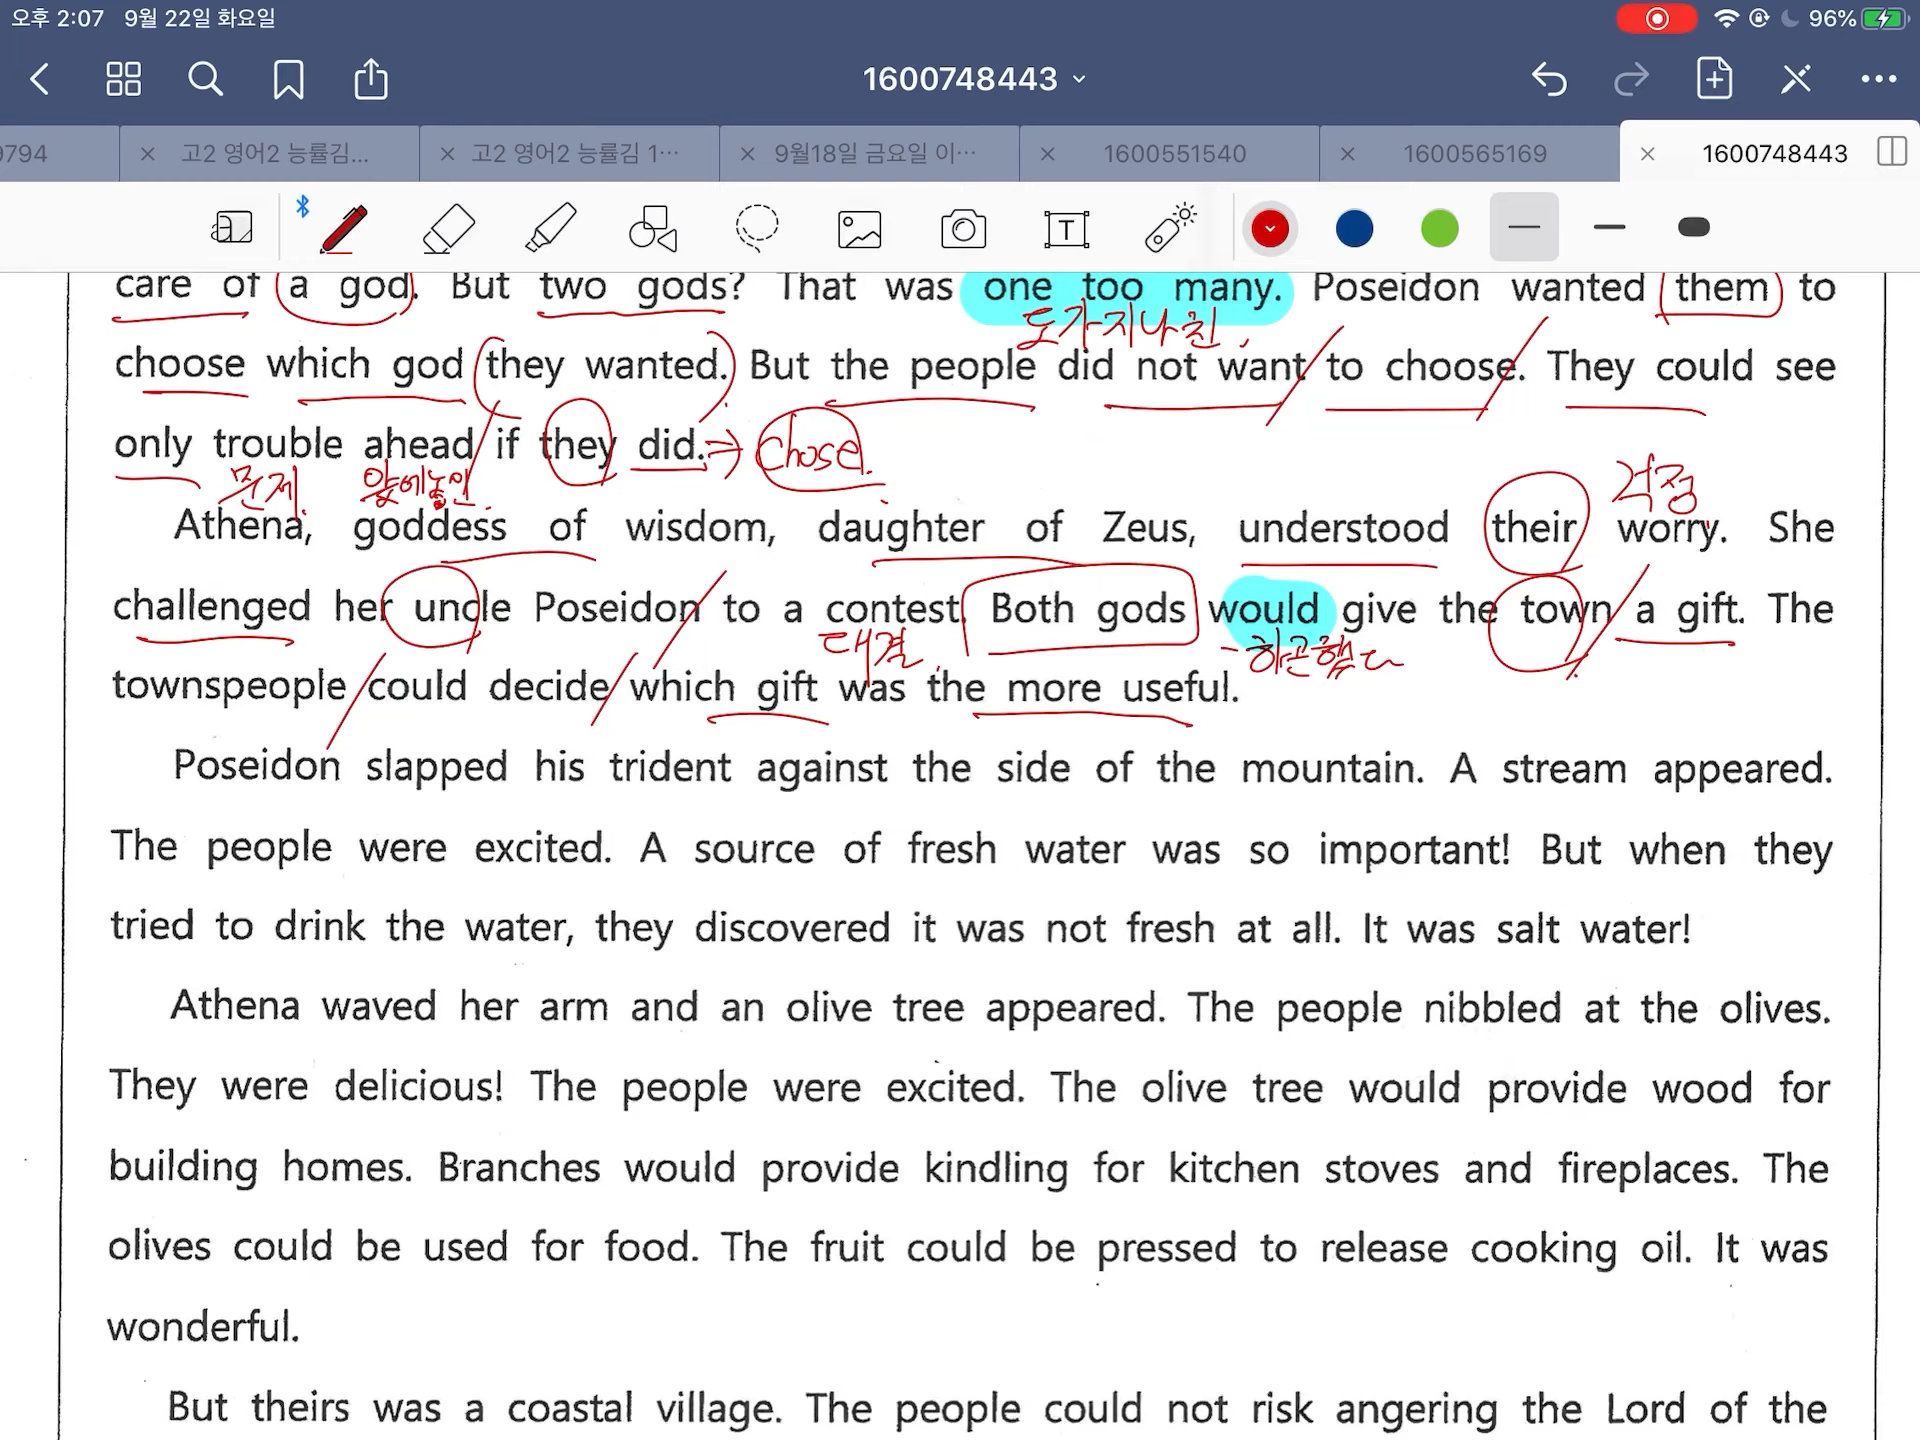 오후 2:07 9월 22일 화요일 96%
1600748443
9794 고2 영어2 능률김... 고2 영어2 능률김 1... 9월18일 금요일 이... 1600551540 1600565169 1600748443
T
care of a god. But two gods? That was one too many. Poseidon wanted them to
도가지나친.
choose which god they wanted. But the people did not want to choose. They could see
only trouble ahead if they did. → chose.
문제. 앞에놓인. 걱정
Athena, goddess of wisdom, daughter of Zeus, understood their worry. She
challenged her uncle Poseidon to a contest. Both gods would give the town a gift. The
대결. -하곤했다
townspeople could decide which gift was the more useful.
Poseidon slapped his trident against the side of the mountain. A stream appeared.
The people were excited. A source of fresh water was so important! But when they
tried to drink the water, they discovered it was not fresh at all. It was salt water!
Athena waved her arm and an olive tree appeared. The people nibbled at the olives.
They were delicious! The people were excited. The olive tree would provide wood for
building homes. Branches would provide kindling for kitchen stoves and fireplaces. The
olives could be used for food. The fruit could be pressed to release cooking oil. It was
wonderful.
But theirs was a coastal village. The people could not risk angering the Lord of the